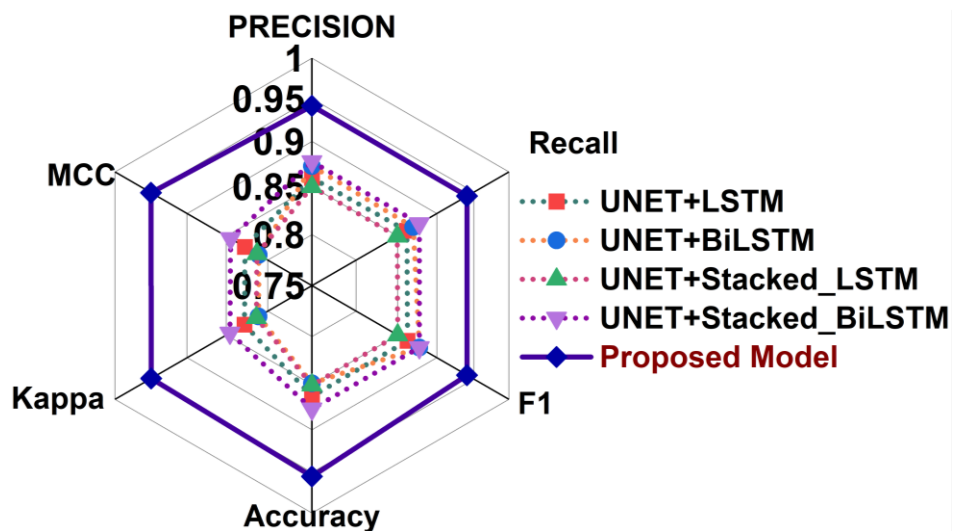 PRECISION
1
0.95
0.9
0.85
0.8
0.75
Recall
MCC
Kappa
F1
Accuracy
UNET+LSTM
UNET+BiLSTM
UNET+Stacked_LSTM
UNET+Stacked_BiLSTM
Proposed Model